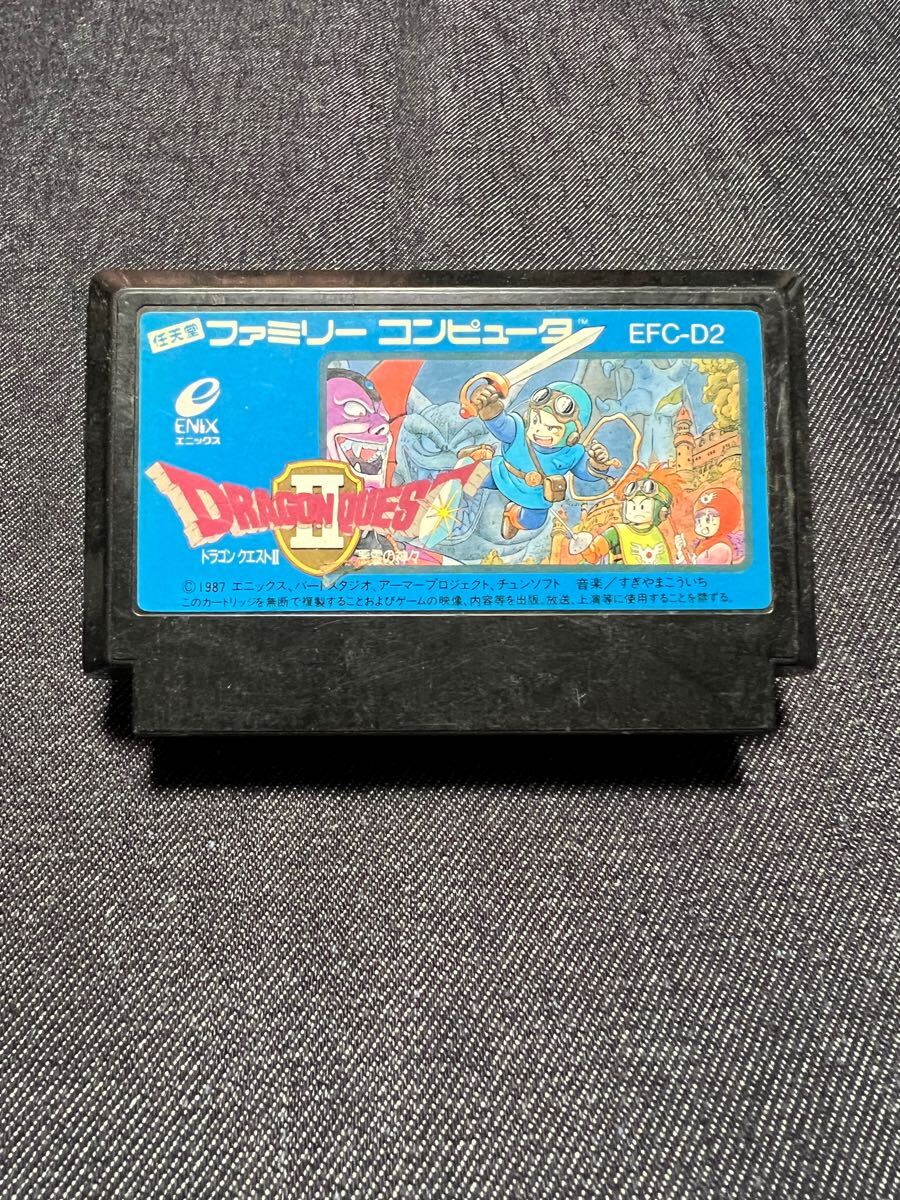 任天堂 ファミリー コンピュータ™ EFC-D2
ENIX
エニックス
DRAGON QUEST
II
ドラゴン クエストII 悪霊の神々
©1987 エニックス、バードスタジオ、アーマープロジェクト、チュンソフト 音楽／すぎやまこういち
このカートリッジを無断で複製することおよびゲームの映像、内容等を出版、放送、上演等に使用することを禁ずる。